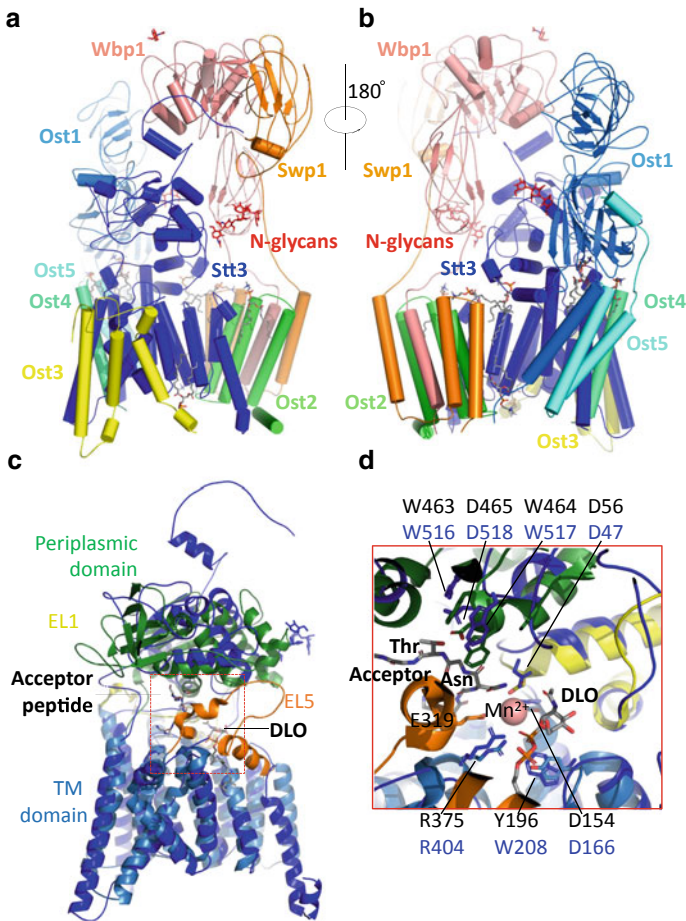 a
Wbp1
Ost1
Swp1
N-glycans
Ost5
Stt3
Ost4
Ost3
Ost2
180°
b
Wbp1
Ost1
Swp1
N-glycans
Stt3
Ost4
Ost5
Ost2
Ost3
c
Periplasmic
domain
EL1
Acceptor
peptide
EL5
DLO
TM
domain
d
W463 D465 W464 D56
W516 D518 W517 D47
Thr
Acceptor
Asn
DLO
E319
Mn2+
R375 Y196 D154
R404 W208 D166